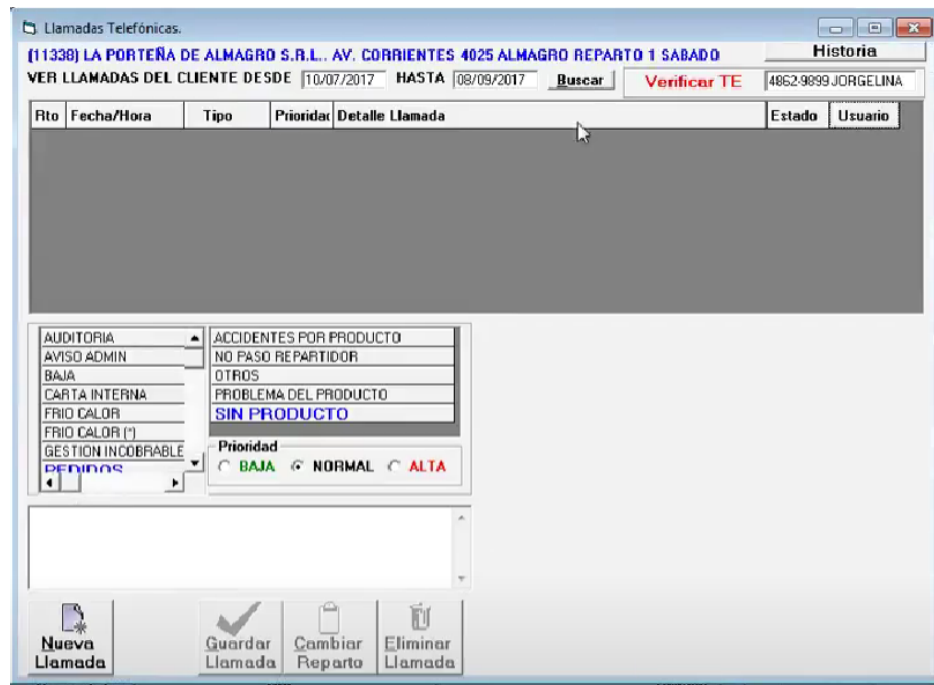 Llamadas Telefónicas.
(11338) LA PORTEÑA DE ALMAGRO S.R.L.. AV. CORRIENTES 4025 ALMAGRO REPARTO 1 SABADO
Historia
VER LLAMADAS DEL CLIENTE DESDE 10/07/2017 HASTA 08/09/2017 Buscar Verificar TE 4862-9899 JORGELINA
Rto Fecha/Hora Tipo Prioridad Detalle Llamada Estado Usuario
AUDITORIA
AVISO ADMIN
BAJA
CARTA INTERNA
FRIO CALOR
FRIO CALOR (*)
GESTION INCOBRABLE
PEDIDOS
ACCIDENTES POR PRODUCTO
NO PASO REPARTIDOR
OTROS
PROBLEMA DEL PRODUCTO
SIN PRODUCTO
Prioridad
BAJA NORMAL ALTA
Nueva Llamada
Guardar Llamada
Cambiar Reparto
Eliminar Llamada